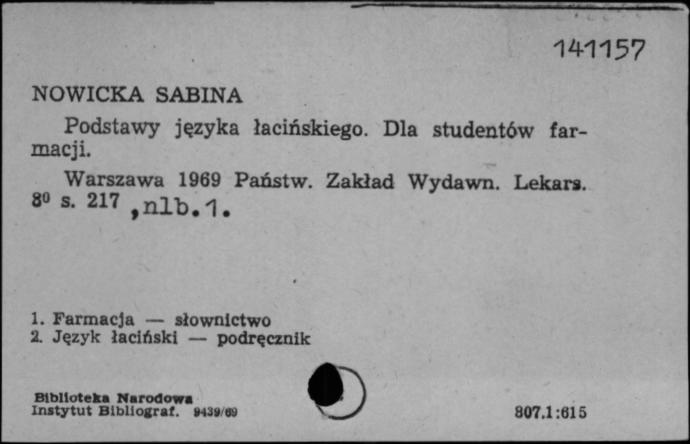 141157
NOWICKA SABINA
Podstawy języka łacińskiego. Dla studentów far-
macji.
Warszawa 1969 Państw. Zakład Wydawn. Lekars.
8⁰ s. 217 ,nlb.1.
1. Farmacja — słownictwo
2. Język łaciński — podręcznik
Biblioteka Narodowa
Instytut Bibliograf. 9439/69
807.1:615